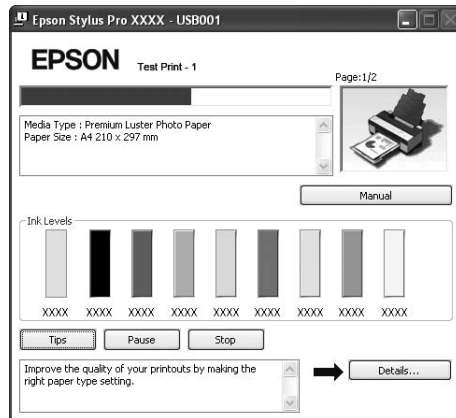 Epson Stylus Pro XXXX - USB001
EPSON Test Print - 1
Page:1/2
Media Type : Premium Luster Photo Paper
Paper Size : A4 210 x 297 mm
Manual
Ink Levels
XXXX XXXX XXXX XXXX XXXX XXXX XXXX XXXX XXXX
Tips Pause Stop
Improve the quality of your printouts by making the
right paper type setting.
Details...